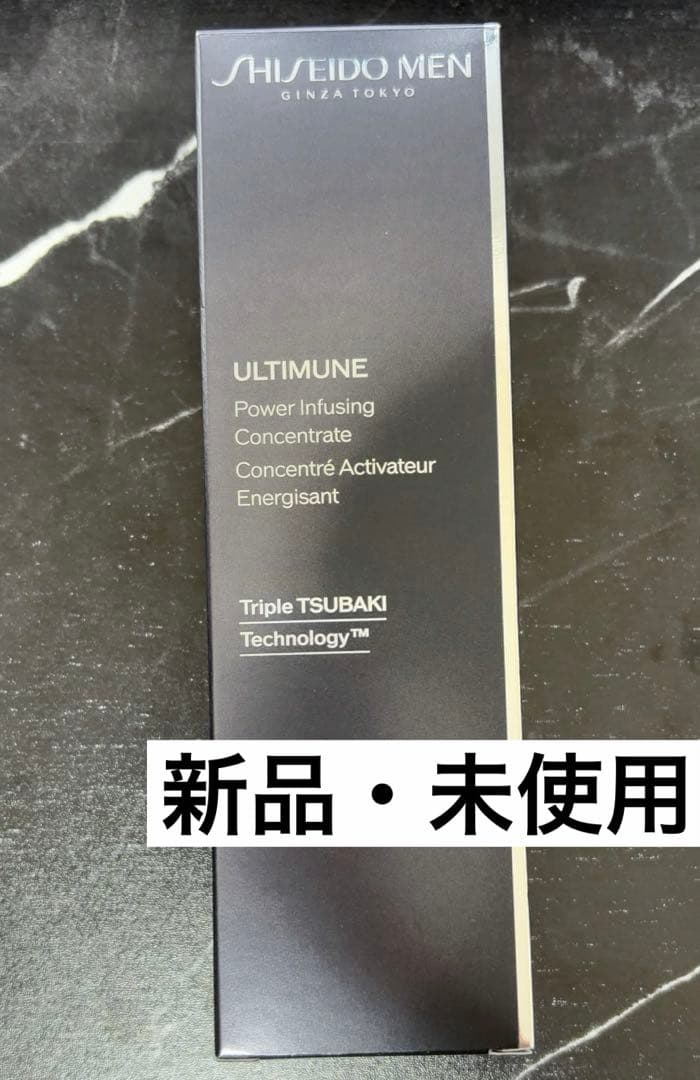 SHISEIDO MEN
GINZA TOKYO
ULTIMUNE
Power Infusing
Concentrate
Concentré Activateur
Energisant
Triple TSUBAKI
Technology™
新品・未使用